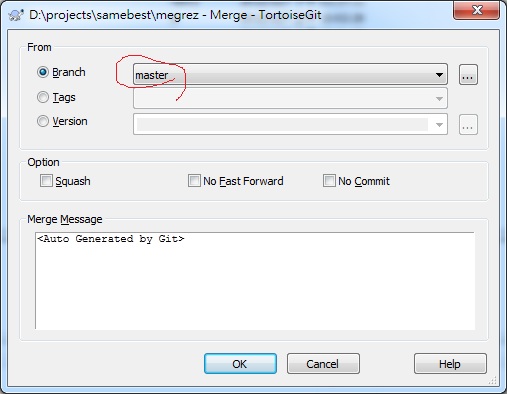 D:\projects\samebest\megrez - Merge - TortoiseGit
From
Branch
master
...
Tags
Version
...
Option
Squash
No Fast Forward
No Commit
Merge Message
<Auto Generated by Git>
OK
Cancel
Help